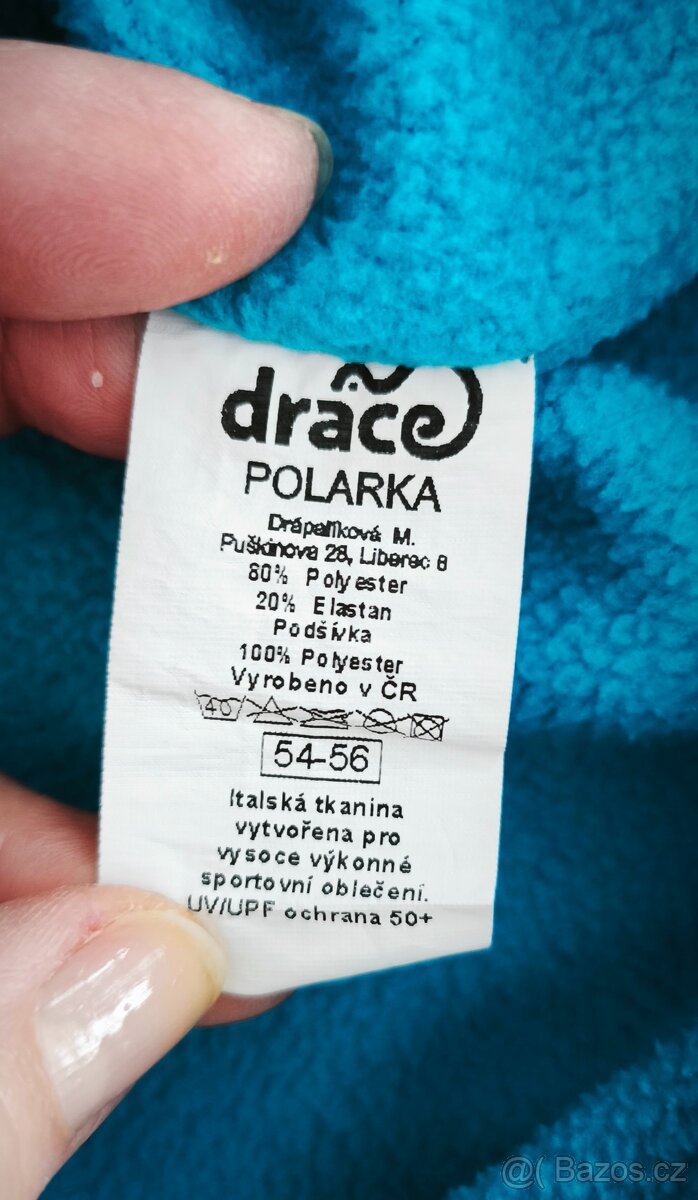 dráče
POLARKA
Drápalíková M.
Puškinova 28, Liberec 8
80% Polyester
20% Elastan
Podšívka
100% Polyester
Vyrobeno v ČR
40
54-56
Italská tkanina
vytvořena pro
vysoce výkonné
sportovní oblečení.
UV/UPF ochrana 50+
@( Bazos.cz